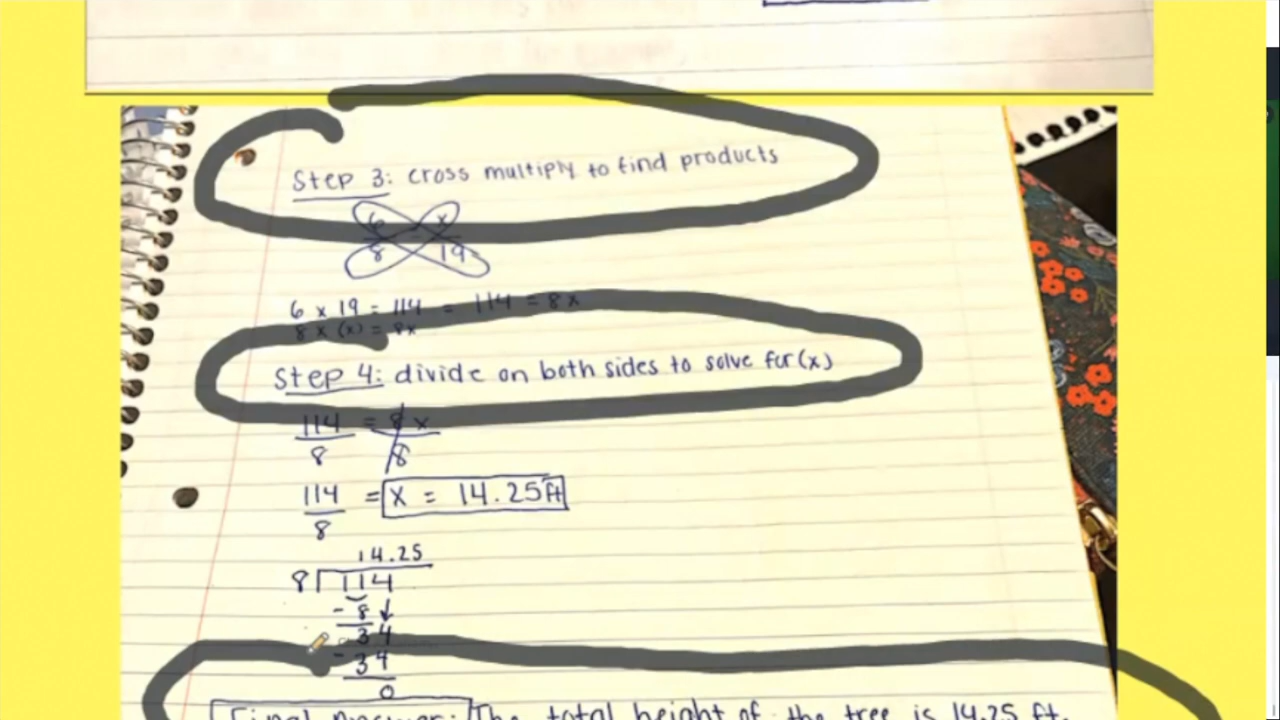 Step 3: cross multiply to find products
6 x
8 19
6 x 19 = 114 = 114 = 8x
8 x (x) = 8x
Step 4: divide on both sides to solve for (x)
114 = 8x
8 8
114 = x = 14.25ft
8
14.25
8 114
- 8
34
- 34
0
Final Answer: The total height of the tree is 14.25 ft.